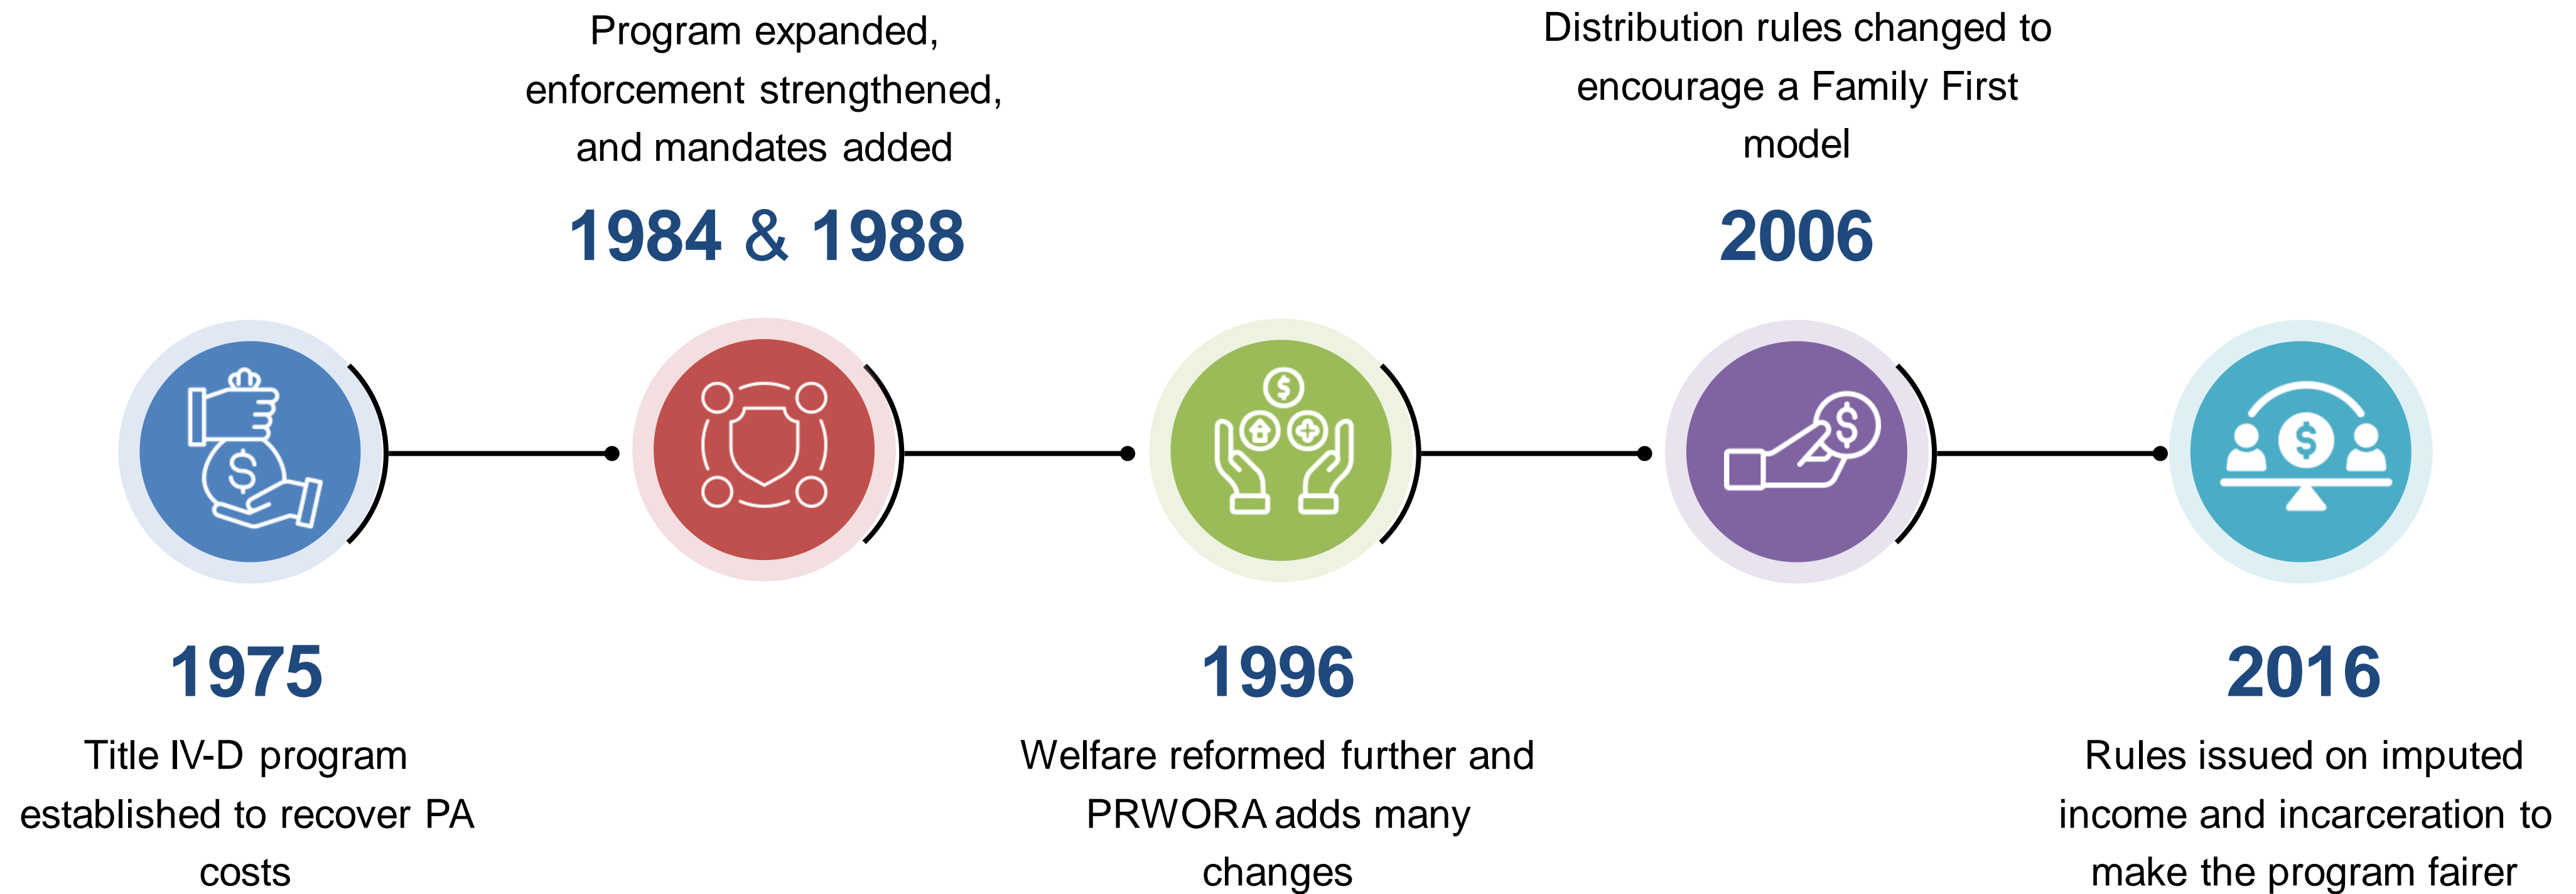 Program expanded,
enforcement strengthened,
and mandates added
1984 & 1988
Distribution rules changed to
encourage a Family First
model
2006
$
$
$
$
1975
Title IV-D program
established to recover PA
costs
1996
Welfare reformed further and
PRWORA adds many
changes
2016
Rules issued on imputed
income and incarceration to
make the program fairer